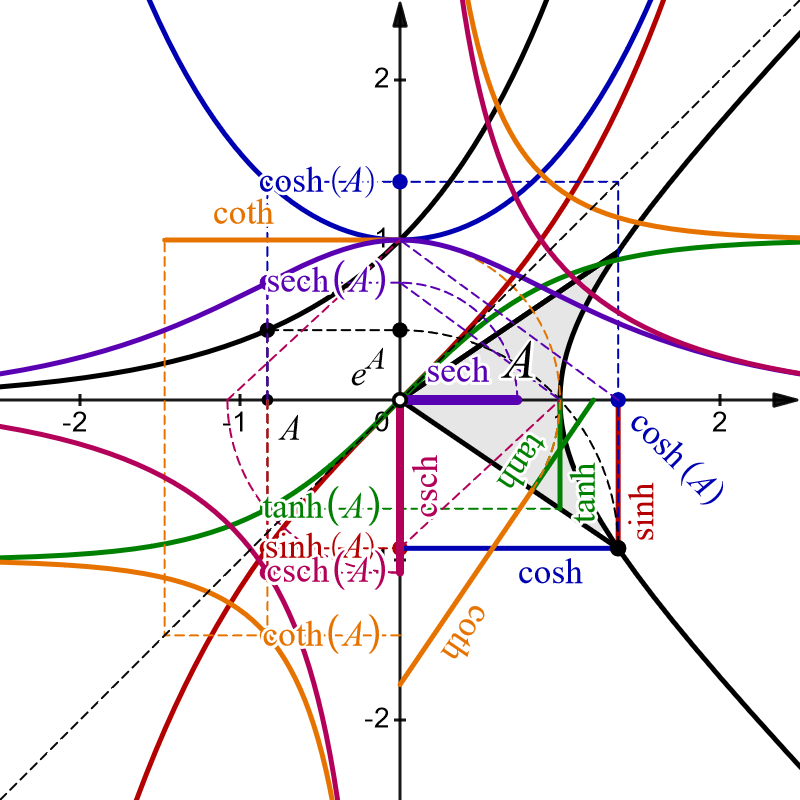 2
cosh (A)
coth
1
sech (A)
e^A
sech
A
-2
-1
A
0
2
cosh (A)
csch
tanh
tanh
sinh
tanh (A)
sinh (A)
csch (A)
cosh
coth (A)
coth
-2